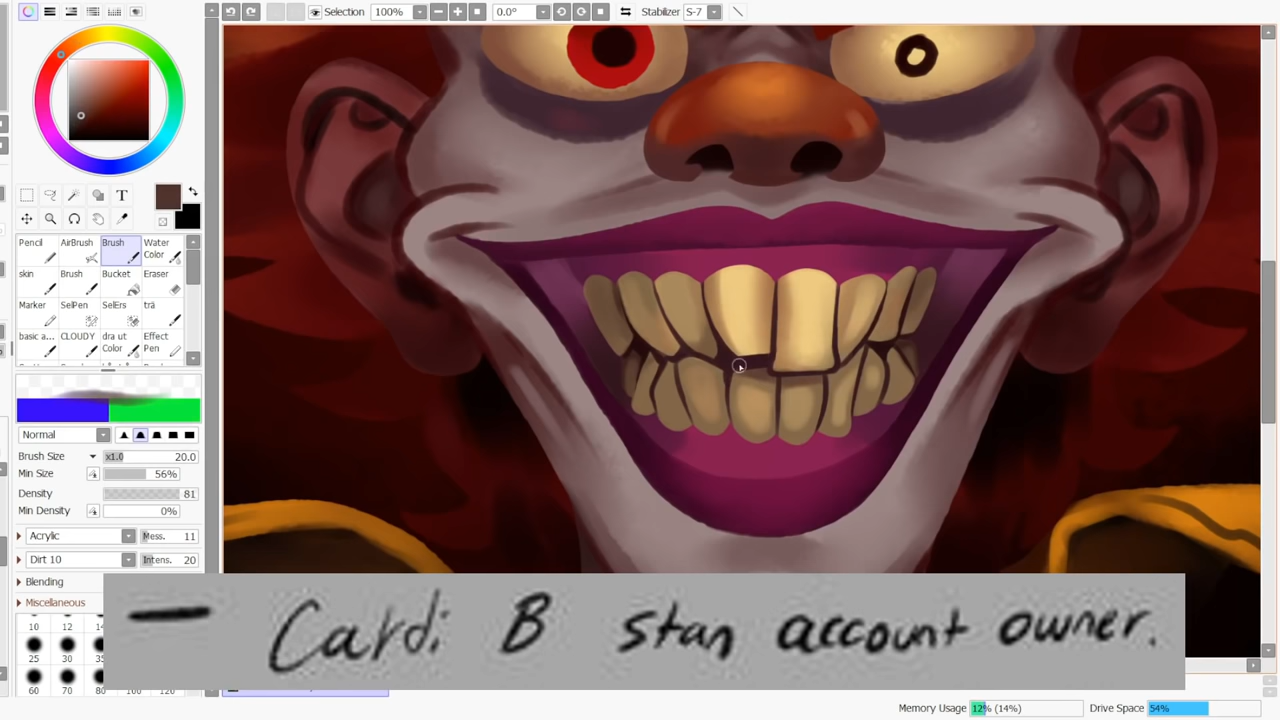 Selection 100% 0.0° Stabilizer S-7
T
Pencil AirBrush Brush Water Color
skin Brush Bucket Eraser
Marker SelPen SelErs trä
basic a... CLOUDY dra ut Color Effect Pen
Normal
Brush Size x1.0 20.0
Min Size 56%
Density 81
Min Density 0%
Acrylic Mess. 11
Dirt 10 Intens. 20
Blending
Miscellaneous
10 12
25 30
60 70 80 100 120
— Cardi B stan account owner.
Memory Usage 12% (14%) Drive Space 54%